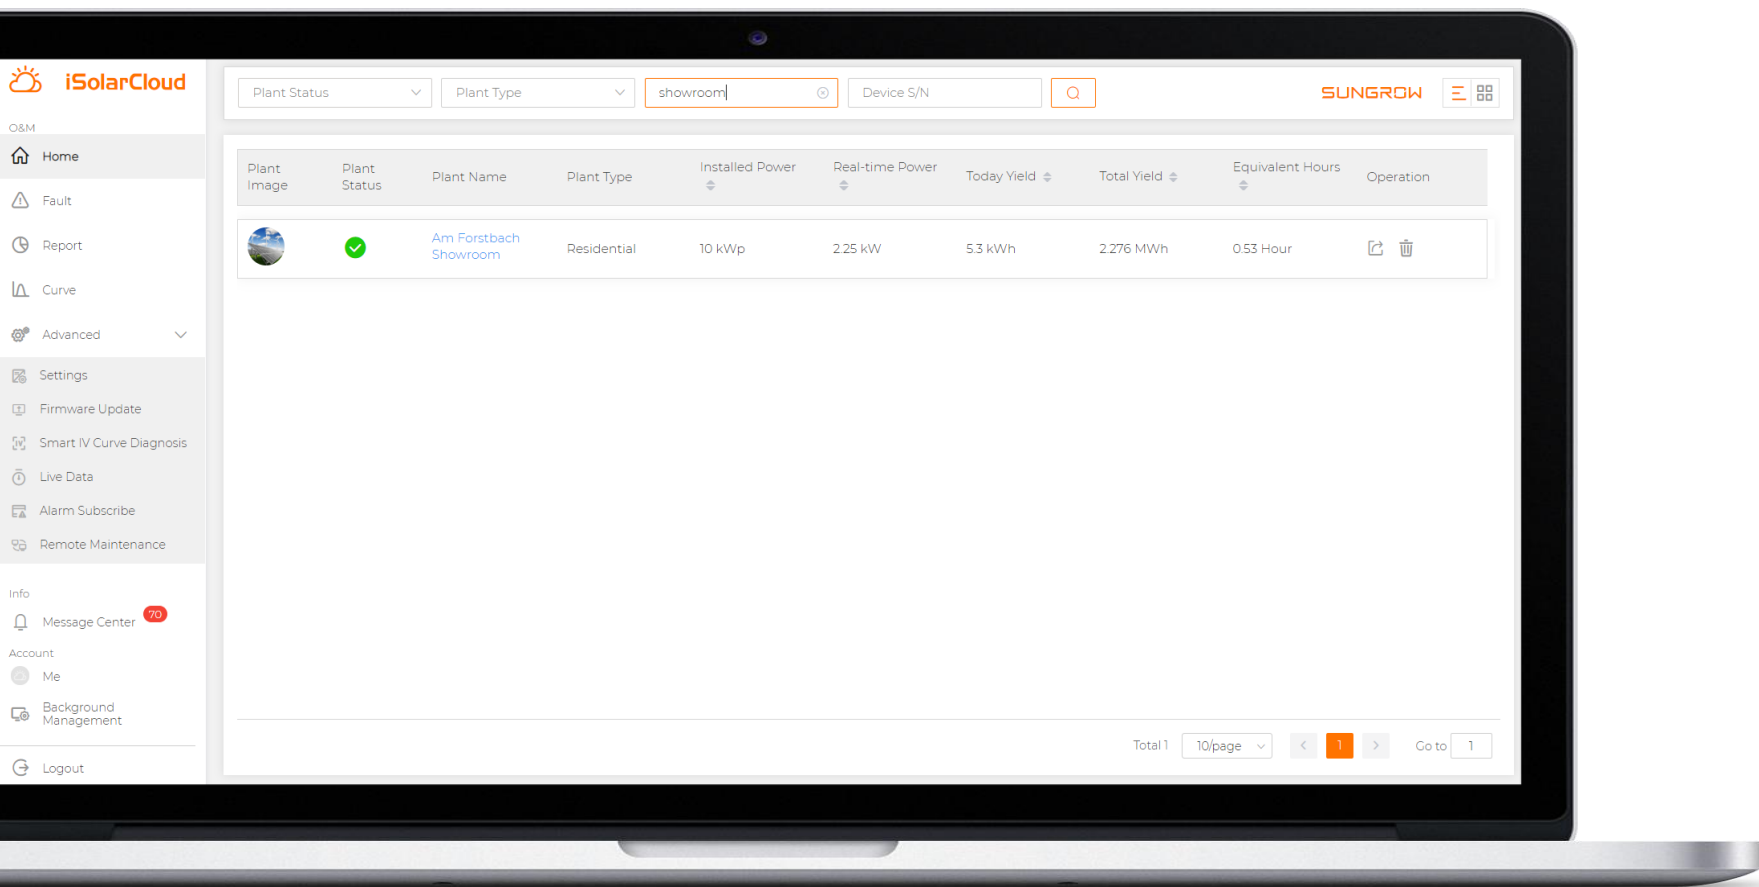 iSolarCloud
O&M
Home
Fault
Report
Curve
Advanced
Settings
Firmware Update
Smart IV Curve Diagnosis
Live Data
Alarm Subscribe
Remote Maintenance
Info
Message Center 70
Account
Me
Background
Management
Logout
Plant Status
Plant Type
showroom
Device S/N
SUNGROW
Plant
Image
Plant
Status
Plant Name
Plant Type
Installed Power
Real-time Power
Today Yield
Total Yield
Equivalent Hours
Operation
Am Forstbach
Showroom
Residential
10 kWp
2.25 kW
5.3 kWh
2.276 MWh
0.53 Hour
Total 1
10/page
1
Go to 1